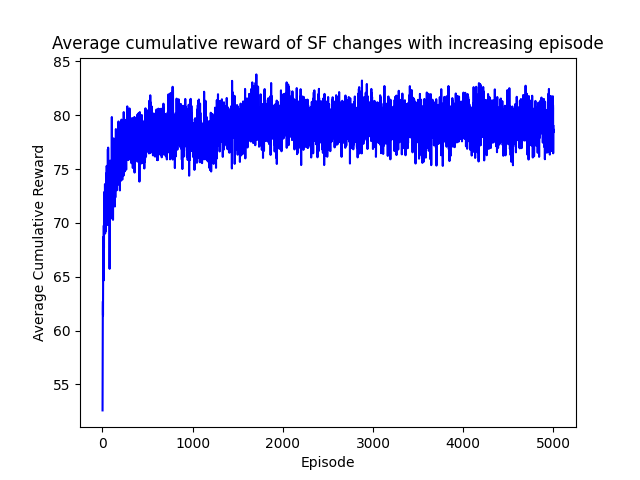 Average cumulative reward of SF changes with increasing episode
85
80
75
70
65
60
55
Average Cumulative Reward
0 1000 2000 3000 4000 5000
Episode